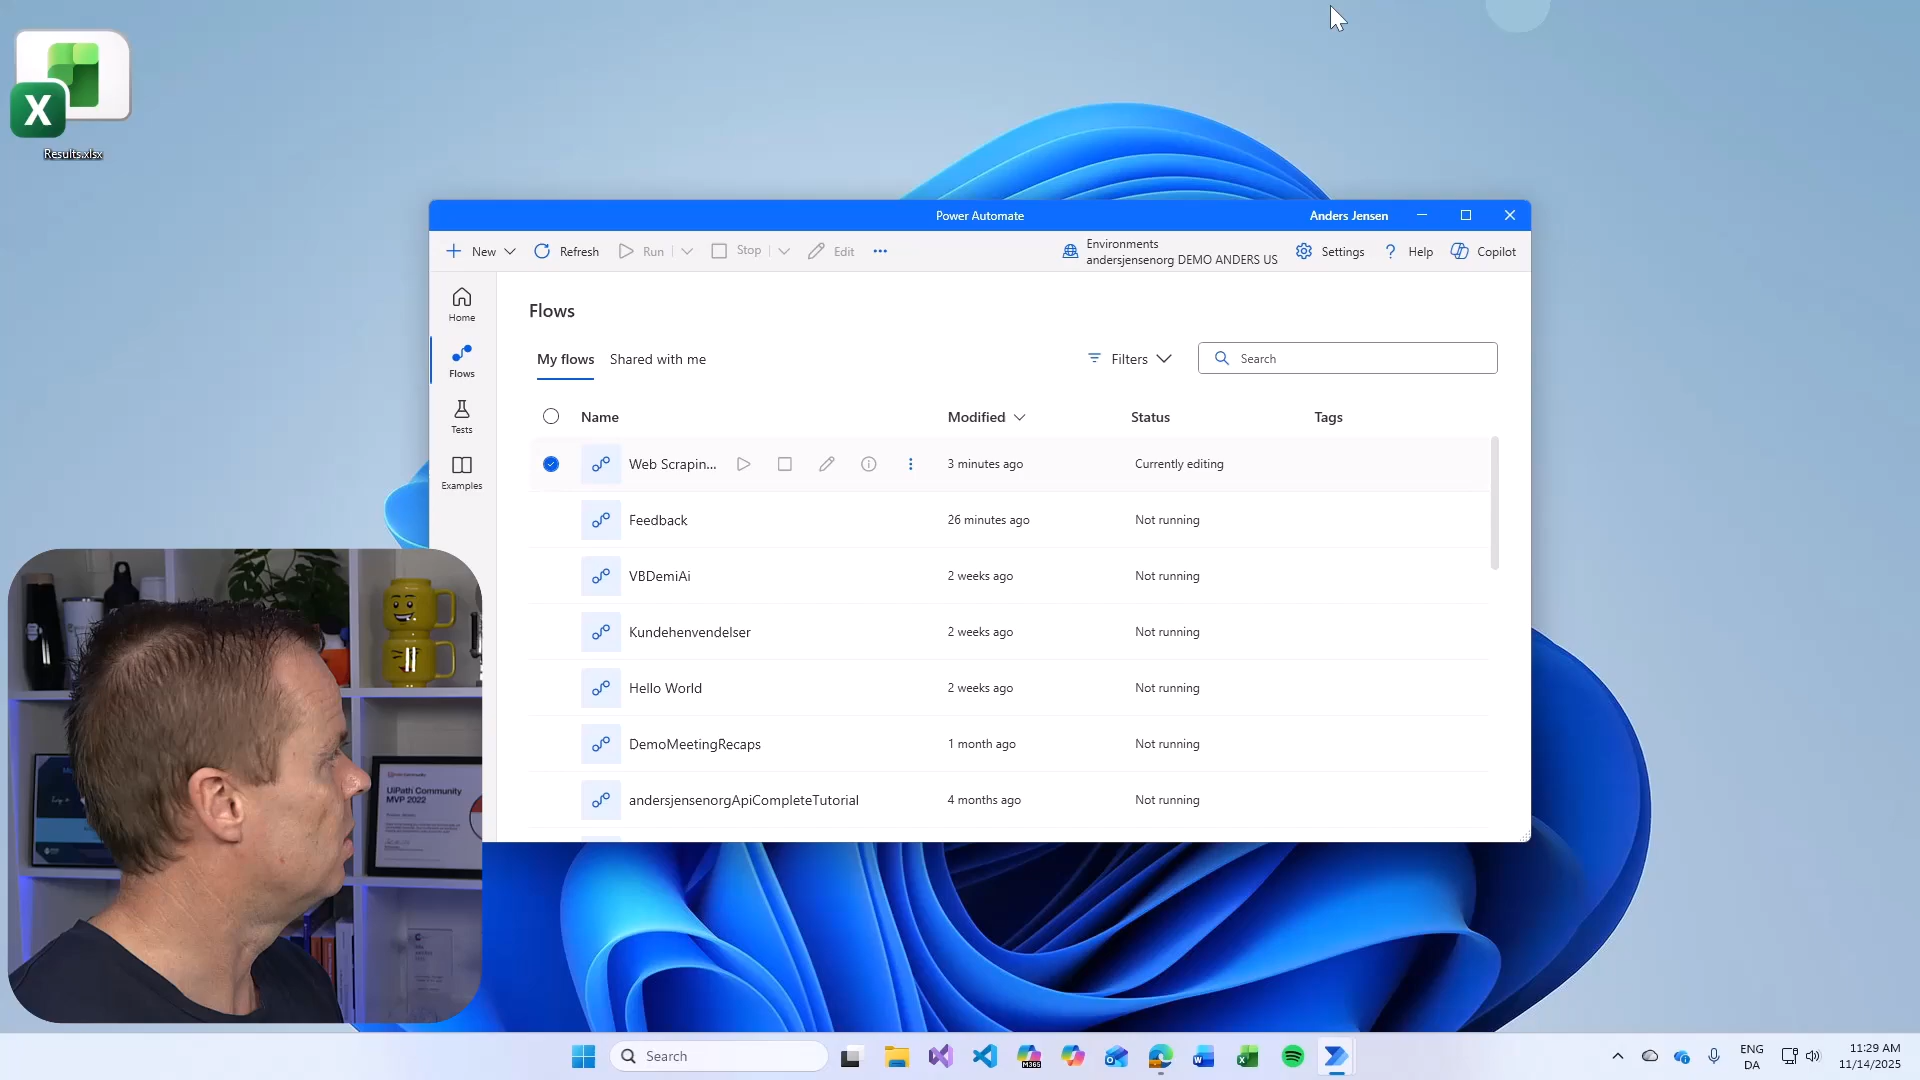 Results.xlsx
Power Automate
Anders Jensen
New
Refresh
Run
Stop
Edit
Environments
andersjensenorg DEMO ANDERS US
Settings
Help
Copilot
Home
Flows
Tests
Examples
Flows
My flows
Shared with me
Filters
Search
Name
Modified
Status
Tags
Web Scrapin...
3 minutes ago
Currently editing
Feedback
26 minutes ago
Not running
VBDemiAi
2 weeks ago
Not running
Kundehenvendelser
2 weeks ago
Not running
Hello World
2 weeks ago
Not running
DemoMeetingRecaps
1 month ago
Not running
andersjensenorgApiCompleteTutorial
4 months ago
Not running
UiPath Community
MVP 2022
Search
M365
ENG
DA
11:29 AM
11/14/2025